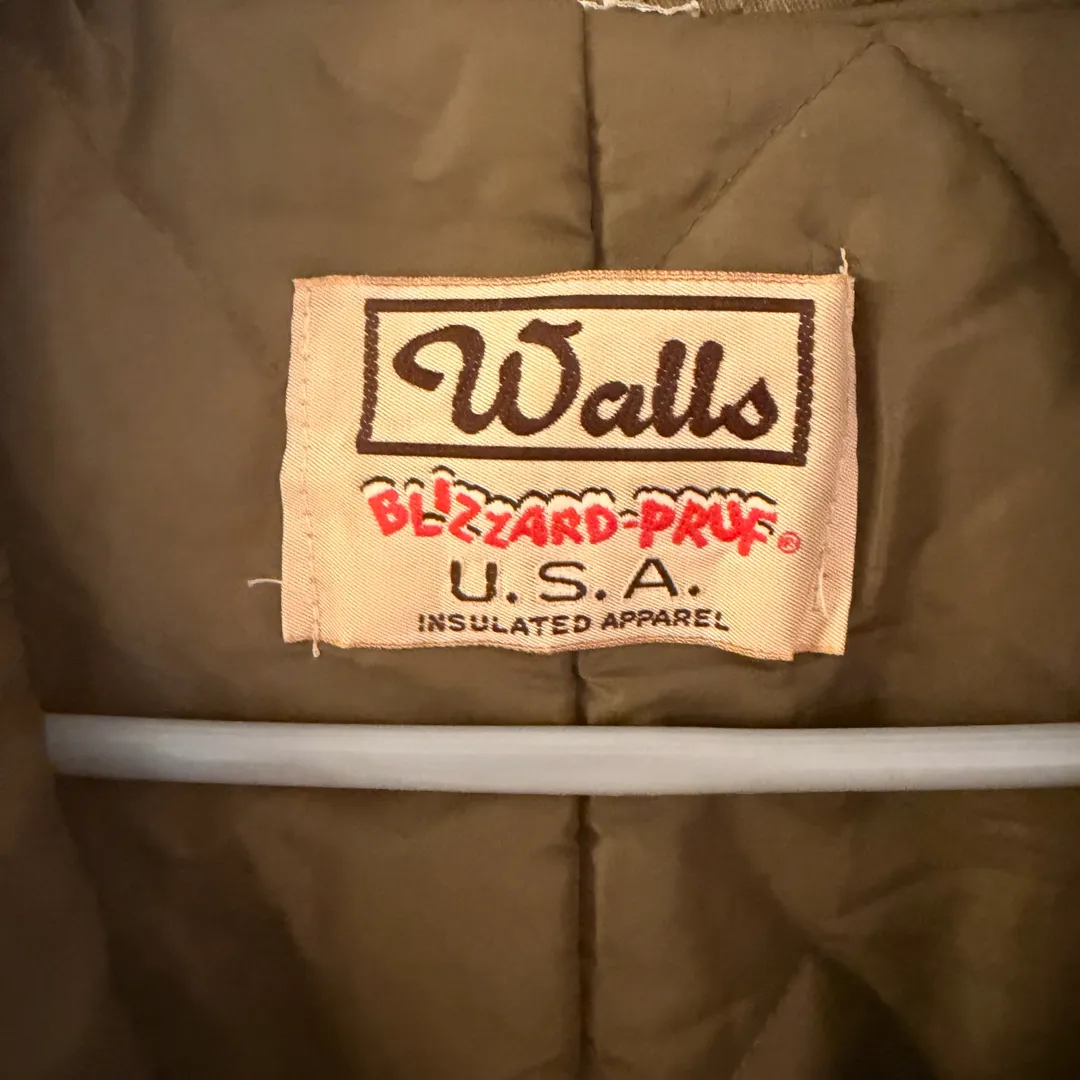 Walls
BLIZZARD-PRUF®
U.S.A.
INSULATED APPAREL